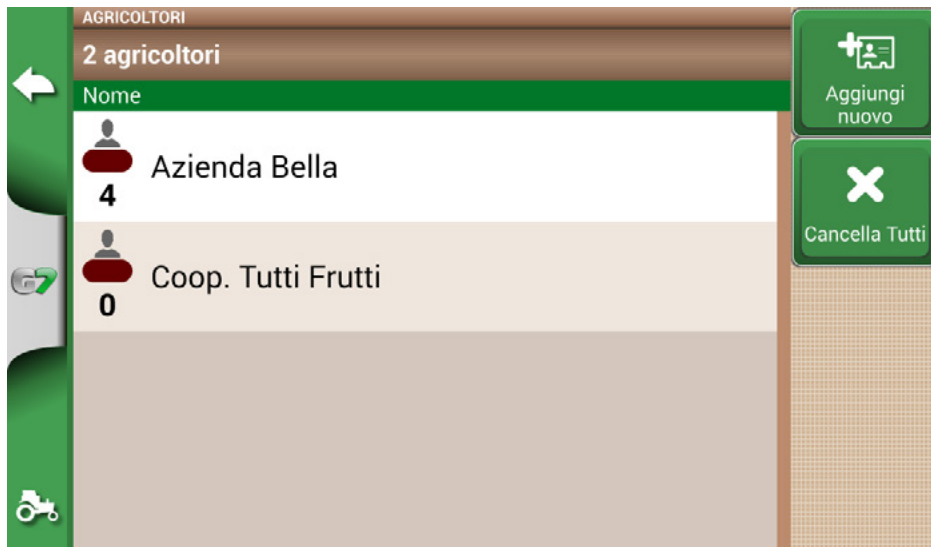 AGRICOLTORI
2 agricoltori
Nome
Azienda Bella
4
Coop. Tutti Frutti
0
Aggiungi
nuovo
Cancella Tutti
G7